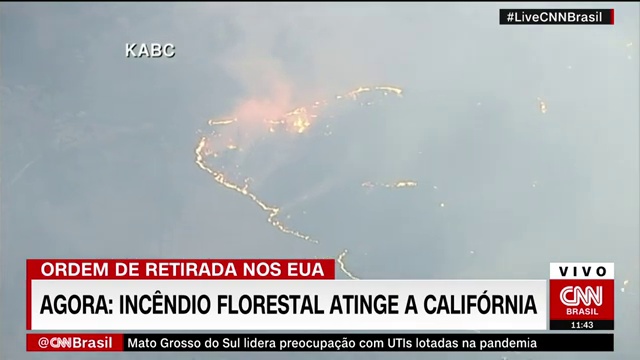 #LiveCNNBrasil
KABC
ORDEM DE RETIRADA NOS EUA
AGORA: INCÊNDIO FLORESTAL ATINGE A CALIFÓRNIA
VIVO
CNN
BRASIL
11:43
@CNNBrasil
Mato Grosso do Sul lidera preocupação com UTIs lotadas na pandemia